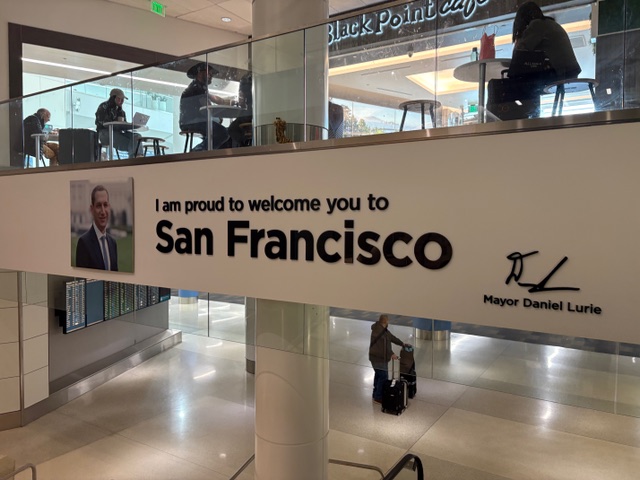 Black Point café
I am proud to welcome you to
San Francisco
Mayor Daniel Lurie